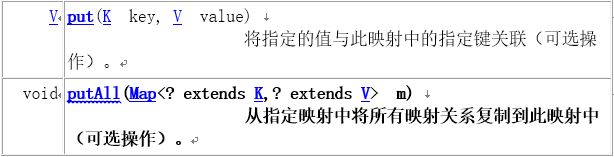 V put(K key, V value)
将指定的值与此映射中的指定键关联（可选操
作）。
void putAll(Map<? extends K,? extends V> m)
从指定映射中将所有映射关系复制到此映射中
（可选操作）。